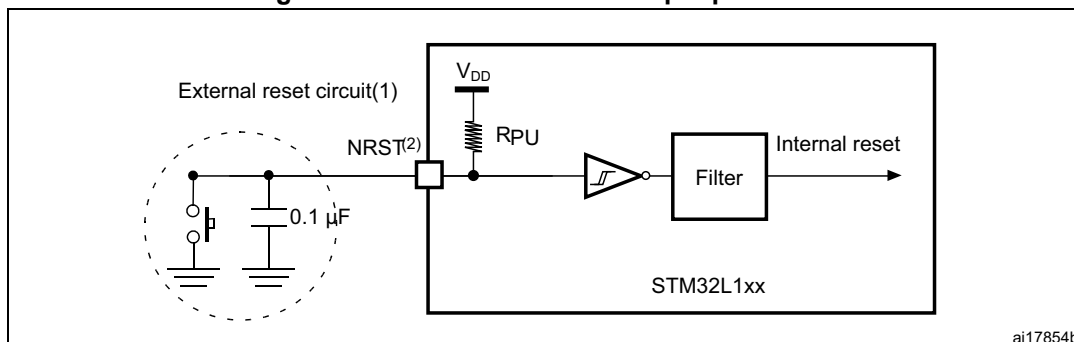 External reset circuit(1)
VDD
NRST(2)
RPU
Internal reset
Filter
0.1 µF
STM32L1xx
ai17854b